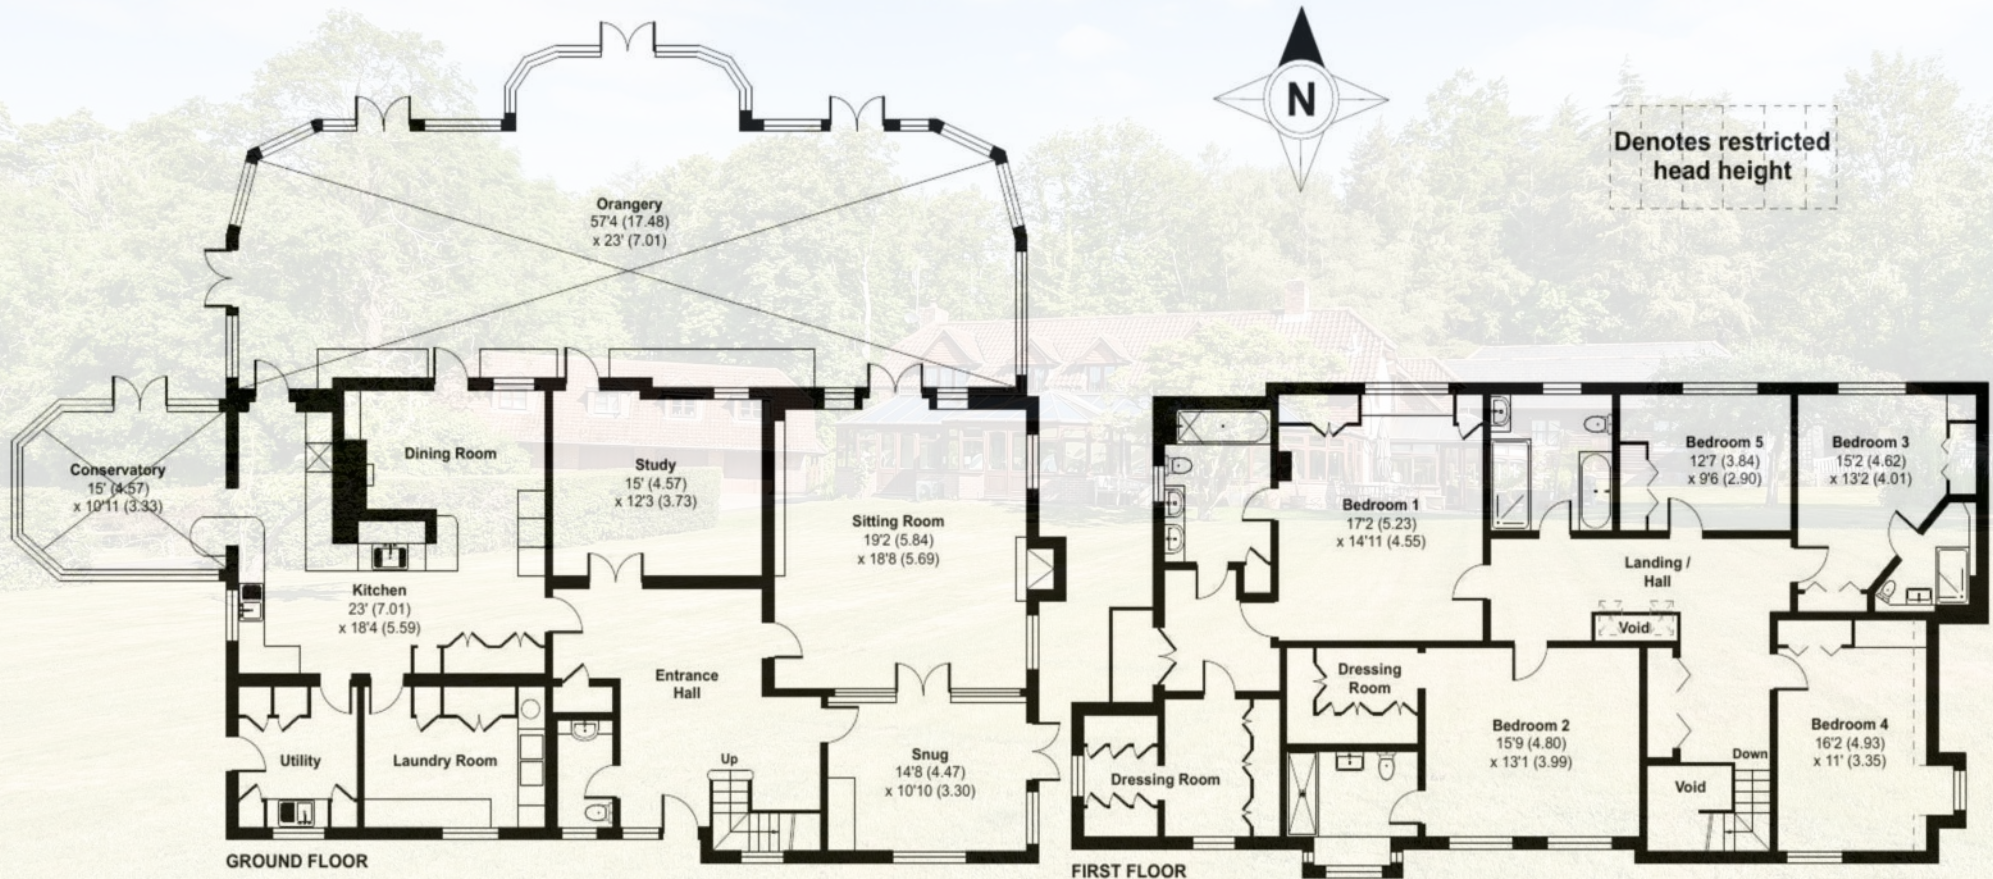 N
Denotes restricted
head height
Orangery
57'4 (17.48)
x 23' (7.01)
Conservatory
15' (4.57)
x 10'11 (3.33)
Dining Room
Study
15' (4.57)
x 12'3 (3.73)
Sitting Room
19'2 (5.84)
x 18'8 (5.69)
Kitchen
23' (7.01)
x 18'4 (5.59)
Entrance
Hall
Utility
Laundry Room
Up
Snug
14'8 (4.47)
x 10'10 (3.30)
GROUND FLOOR
Bedroom 1
17'2 (5.23)
x 14'11 (4.55)
Bedroom 5
12'7 (3.84)
x 9'6 (2.90)
Bedroom 3
15'2 (4.62)
x 13'2 (4.01)
Landing /
Hall
Void
Dressing
Room
Dressing Room
Bedroom 2
15'9 (4.80)
x 13'1 (3.99)
Down
Void
Bedroom 4
16'2 (4.93)
x 11' (3.35)
FIRST FLOOR